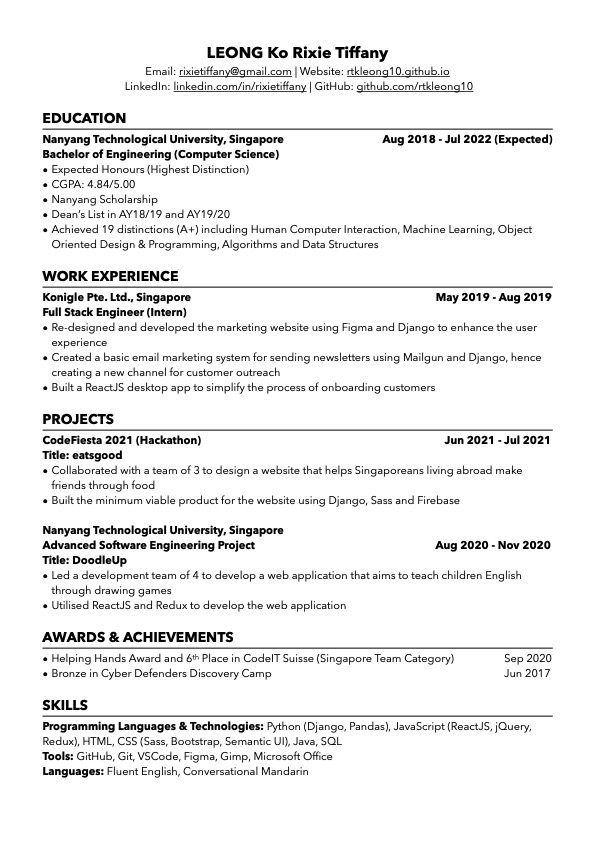 LEONG Ko Rixie Tiffany
Email: rixietiffany@gmail.com | Website: rtkleong10.github.io
LinkedIn: linkedin.com/in/rixietiffany | GitHub: github.com/rtkleong10
EDUCATION
Nanyang Technological University, Singapore Aug 2018 - Jul 2022 (Expected)
Bachelor of Engineering (Computer Science)
• Expected Honours (Highest Distinction)
• CGPA: 4.84/5.00
• Nanyang Scholarship
• Dean’s List in AY18/19 and AY19/20
• Achieved 19 distinctions (A+) including Human Computer Interaction, Machine Learning, Object
Oriented Design & Programming, Algorithms and Data Structures
WORK EXPERIENCE
Konigle Pte. Ltd., Singapore May 2019 - Aug 2019
Full Stack Engineer (Intern)
• Re-designed and developed the marketing website using Figma and Django to enhance the user
experience
• Created a basic email marketing system for sending newsletters using Mailgun and Django, hence
creating a new channel for customer outreach
• Built a ReactJS desktop app to simplify the process of onboarding customers
PROJECTS
CodeFiesta 2021 (Hackathon) Jun 2021 - Jul 2021
Title: eatsgood
• Collaborated with a team of 3 to design a website that helps Singaporeans living abroad make
friends through food
• Built the minimum viable product for the website using Django, Sass and Firebase
Nanyang Technological University, Singapore
Advanced Software Engineering Project Aug 2020 - Nov 2020
Title: DoodleUp
• Led a development team of 4 to develop a web application that aims to teach children English
through drawing games
• Utilised ReactJS and Redux to develop the web application
AWARDS & ACHIEVEMENTS
• Helping Hands Award and 6th Place in CodeIT Suisse (Singapore Team Category) Sep 2020
• Bronze in Cyber Defenders Discovery Camp Jun 2017
SKILLS
Programming Languages & Technologies: Python (Django, Pandas), JavaScript (ReactJS, jQuery,
Redux), HTML, CSS (Sass, Bootstrap, Semantic UI), Java, SQL
Tools: GitHub, Git, VSCode, Figma, Gimp, Microsoft Office
Languages: Fluent English, Conversational Mandarin